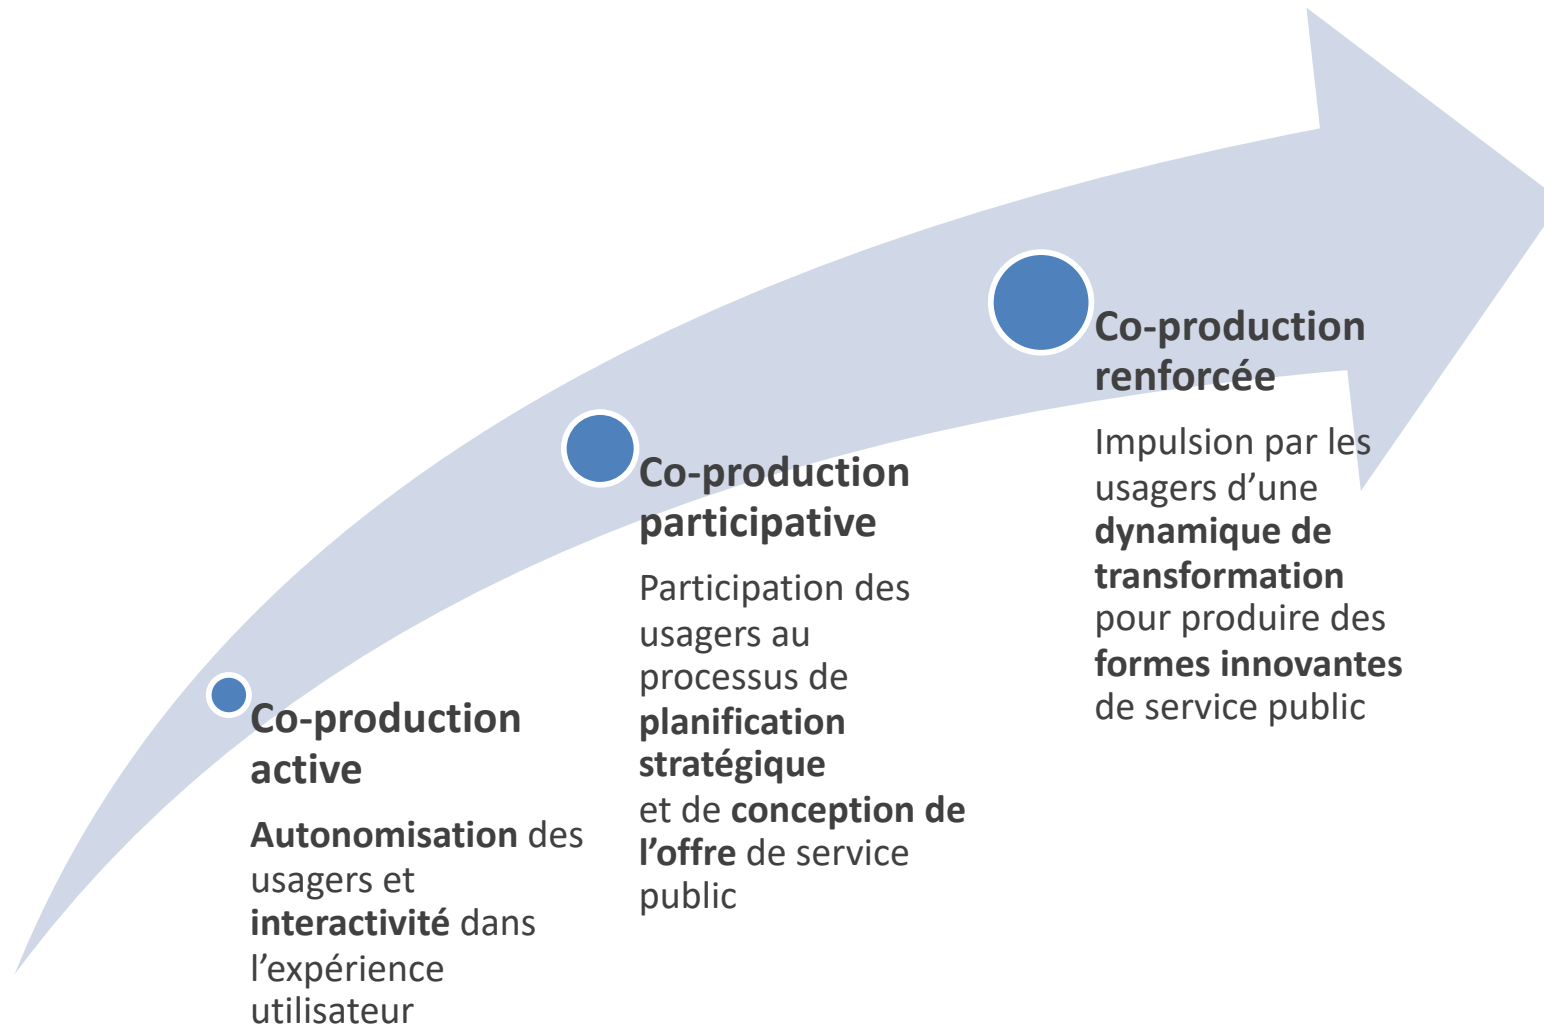 Co-production
active
Autonomisation des
usagers et
interactivité dans
l’expérience
utilisateur
Co-production
participative
Participation des
usagers au
processus de
planification
stratégique
et de conception de
l’offre de service
public
Co-production
renforcée
Impulsion par les
usagers d’une
dynamique de
transformation
pour produire des
formes innovantes
de service public